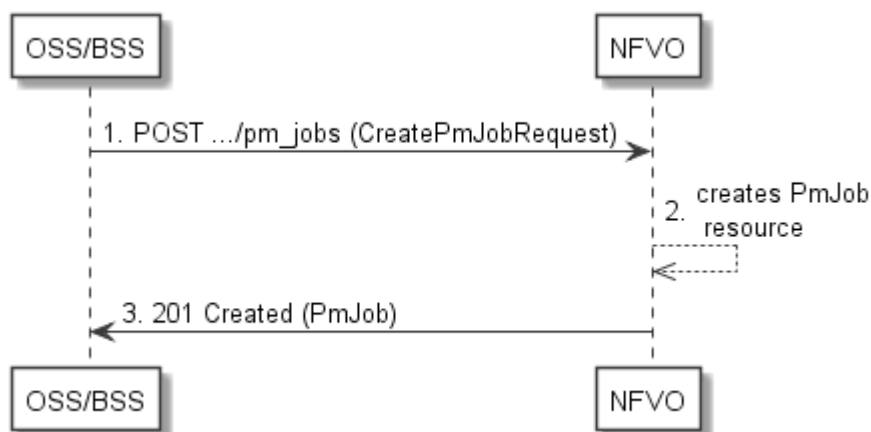 OSS/BSS
NFVO
1. POST .../pm_jobs (CreatePmJobRequest)
2. creates PmJob
resource
3. 201 Created (PmJob)
OSS/BSS
NFVO